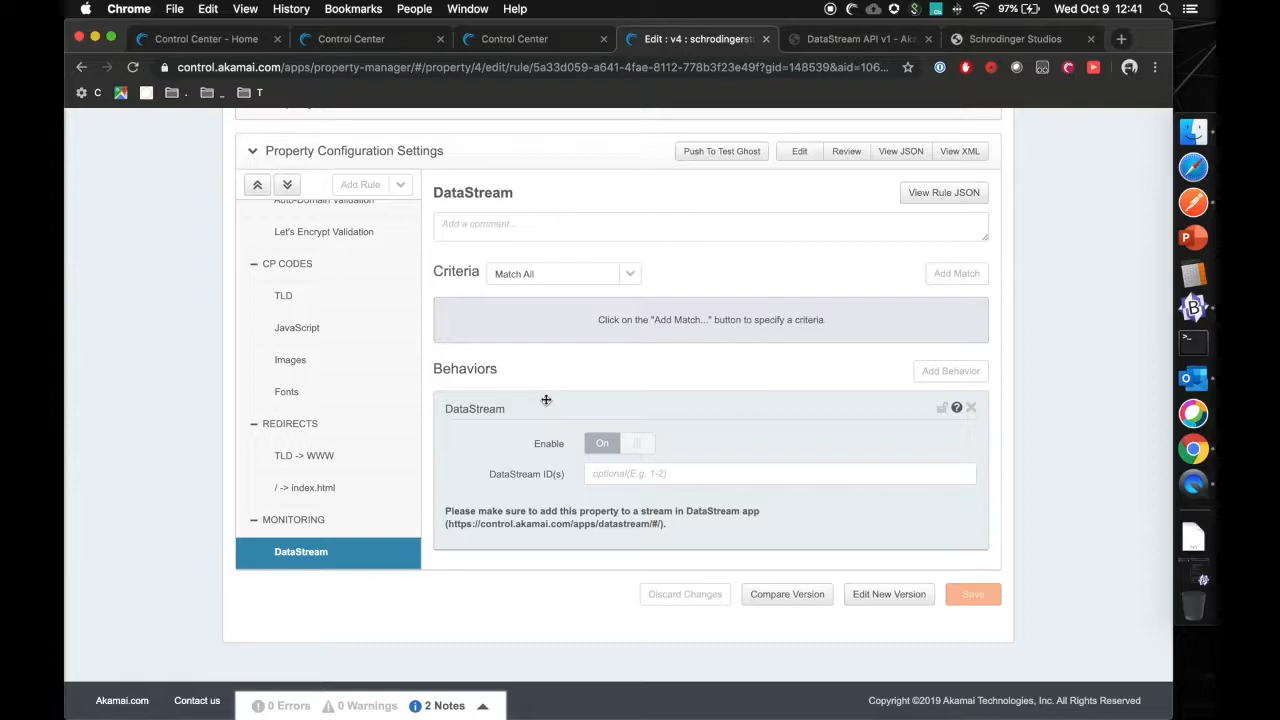 Chrome File Edit View History Bookmarks People Window Help 97% Wed Oct 9 12:41
Control Center - Home Control Center Control Center Edit : v4 : schrodingerst DataStream API v1 - Aka Schrodinger Studios
control.akamai.com/apps/property-manager/#/property/4/edit/rule/5a33d059-a641-4fae-8112-778b3f23e49f?gid=148539&aid=106...
C . _ T
Property Configuration Settings Push To Test Ghost Edit Review View JSON View XML
Add Rule
DataStream View Rule JSON
Auto-Domain Validation
Add a comment...
Let's Encrypt Validation
CP CODES
Criteria Match All Add Match
TLD
Click on the "Add Match..." button to specify a criteria
JavaScript
Images
Behaviors Add Behavior
Fonts
DataStream
REDIRECTS
Enable On
TLD -> WWW
DataStream ID(s) optional(E.g. 1-2)
/ -> index.html
Please make sure to add this property to a stream in DataStream app
(https://control.akamai.com/apps/datastream/#/).
MONITORING
DataStream
Discard Changes Compare Version Edit New Version Save
Akamai.com Contact us 0 Errors 0 Warnings 2 Notes Copyright ©2019 Akamai Technologies, Inc. All Rights Reserved